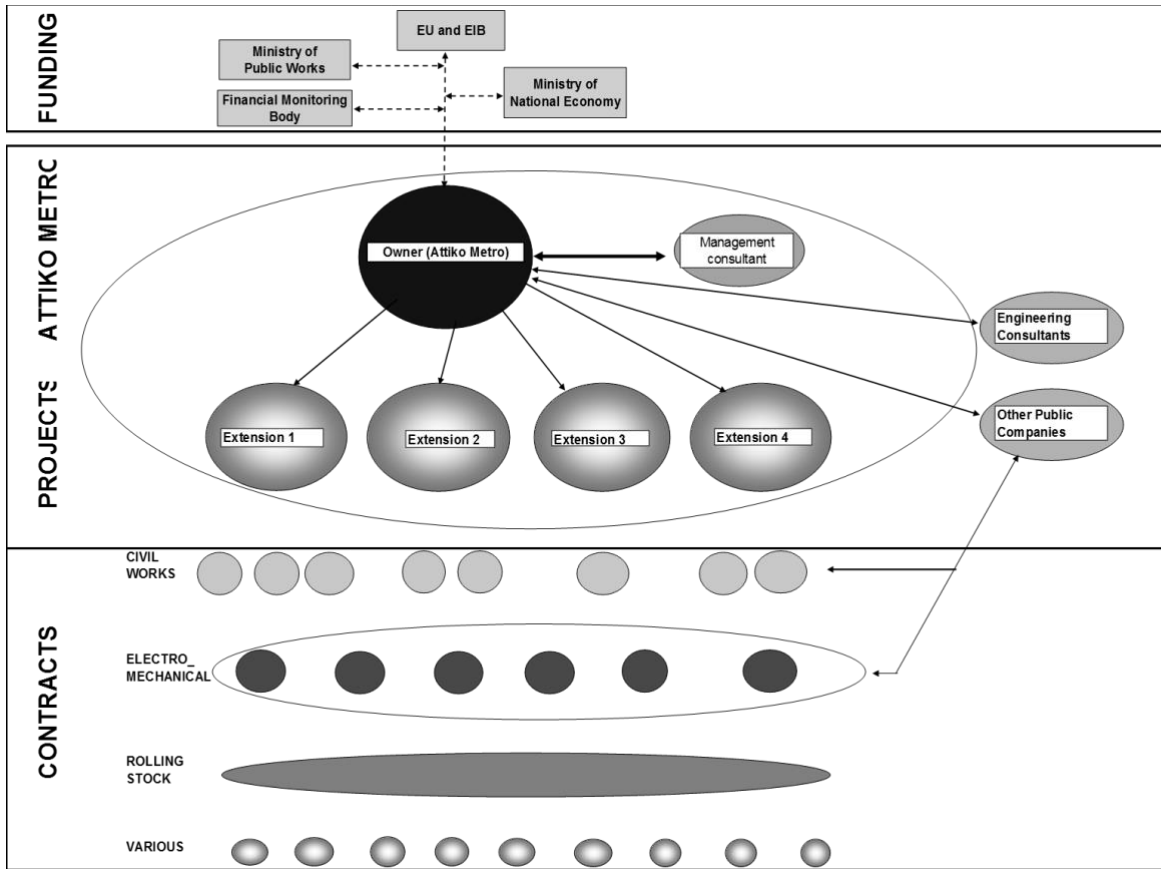 FUNDING
EU and EIB
Ministry of
Public Works
Ministry of
National Economy
Financial Monitoring
Body
ATTIKO METRO
Owner (Attiko Metro)
Management
consultant
Engineering
Consultants
PROJECTS
Extension 1
Extension 2
Extension 3
Extension 4
Other Public
Companies
CONTRACTS
CIVIL
WORKS
ELECTRO_
MECHANICAL
ROLLING
STOCK
VARIOUS